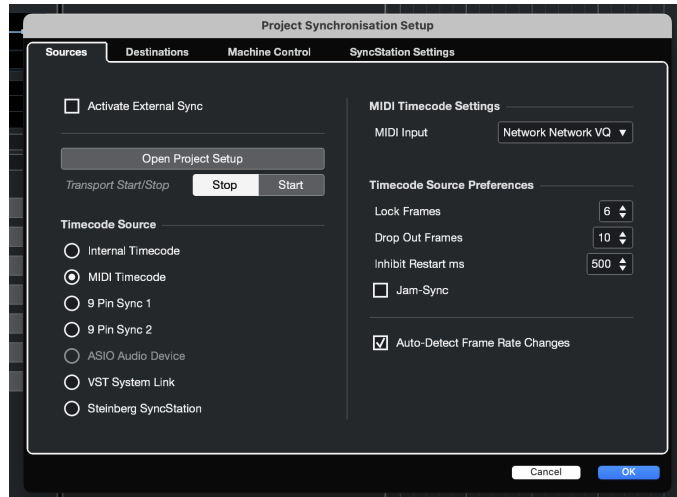 Project Synchronisation Setup
Sources Destinations Machine Control SyncStation Settings
Activate External Sync
Open Project Setup
Transport Start/Stop Stop Start
Timecode Source
Internal Timecode
MIDI Timecode
9 Pin Sync 1
9 Pin Sync 2
ASIO Audio Device
VST System Link
Steinberg SyncStation
MIDI Timecode Settings
MIDI Input Network Network VQ
Timecode Source Preferences
Lock Frames 6
Drop Out Frames 10
Inhibit Restart ms 500
Jam-Sync
Auto-Detect Frame Rate Changes
Cancel OK